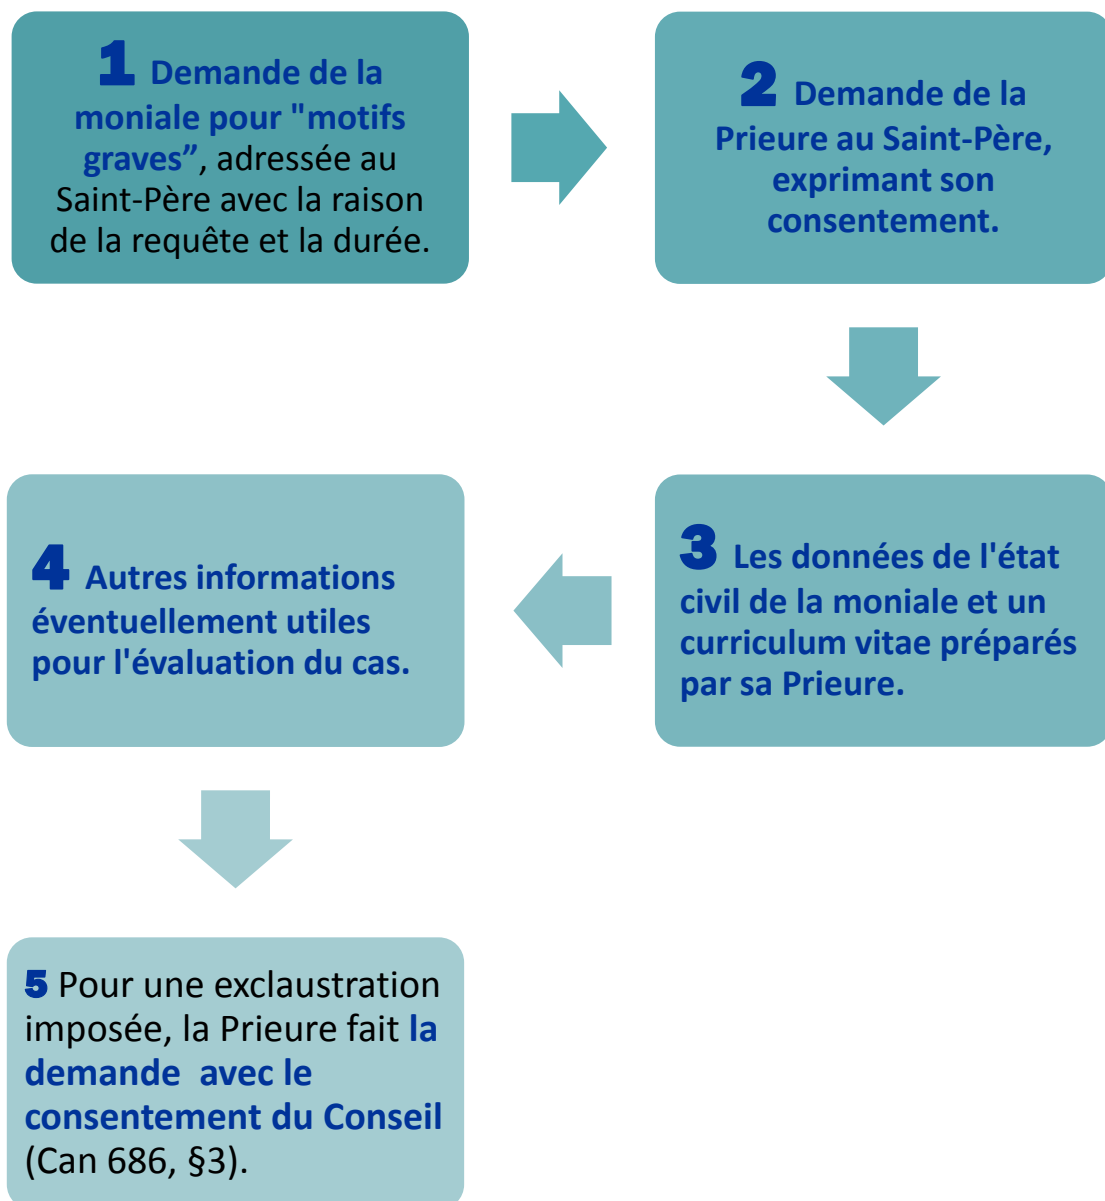 1 Demande de la
moniale pour "motifs
graves”, adressée au
Saint-Père avec la raison
de la requête et la durée.
2 Demande de la
Prieure au Saint-Père,
exprimant son
consentement.
3 Les données de l'état
civil de la moniale et un
curriculum vitae préparés
par sa Prieure.
4 Autres informations
éventuellement utiles
pour l'évaluation du cas.
5 Pour une exclaustration
imposée, la Prieure fait la
demande avec le
consentement du Conseil
(Can 686, §3).